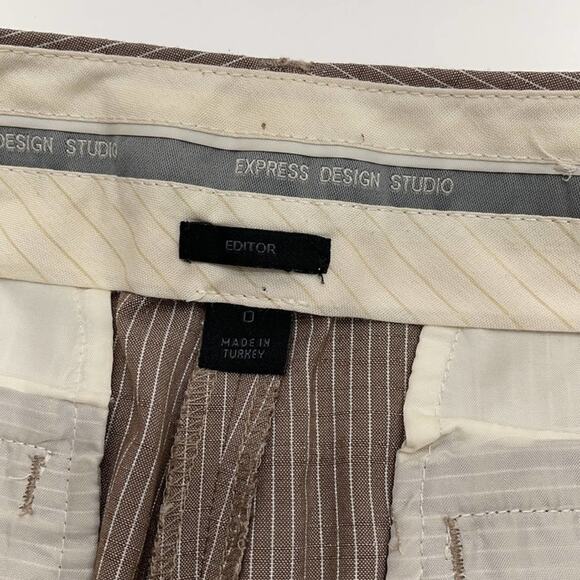 DESIGN STUDIO
EXPRESS DESIGN STUDIO
EDITOR
0
MADE IN
TURKEY